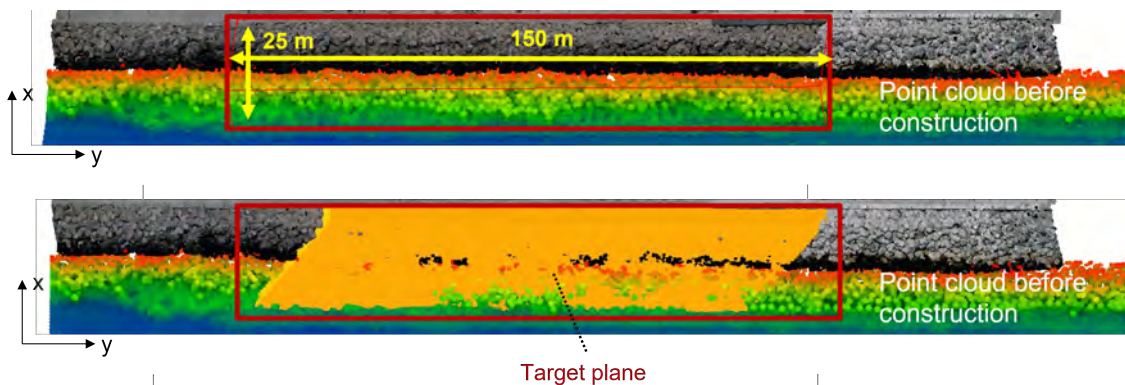 25 m
150 m
x
y
Point cloud before
construction
x
y
Point cloud before
construction
Target plane